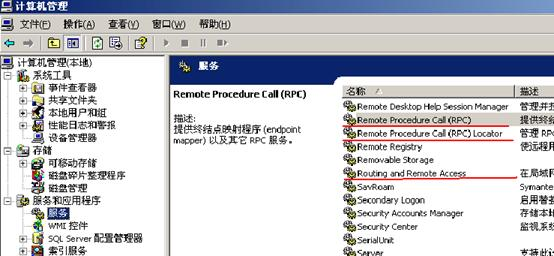 计算机管理
文件(F) 操作(A) 查看(V) 窗口(W) 帮助(H)
计算机管理(本地)
系统工具
事件查看器
共享文件夹
本地用户和组
性能日志和警报
设备管理器
存储
可移动存储
磁盘碎片整理程序
磁盘管理
服务和应用程序
服务
WMI 控件
SQL Server 配置管理器
索引服务
服务
Remote Procedure Call (RPC)
描述:
提供终结点映射程序 (endpoint
mapper) 以及其它 RPC 服务。
名称 描述
Remote Desktop Help Session Manager 管理并
Remote Procedure Call (RPC) 提供终结
Remote Procedure Call (RPC) Locator 管理 RP
Remote Registry 使远程用
Removable Storage
Routing and Remote Access 在局域网
SavRoam Symante
Secondary Logon 启用替
Security Accounts Manager 存储本
Security Center 监视系统
SerialUnit
Server 支持此